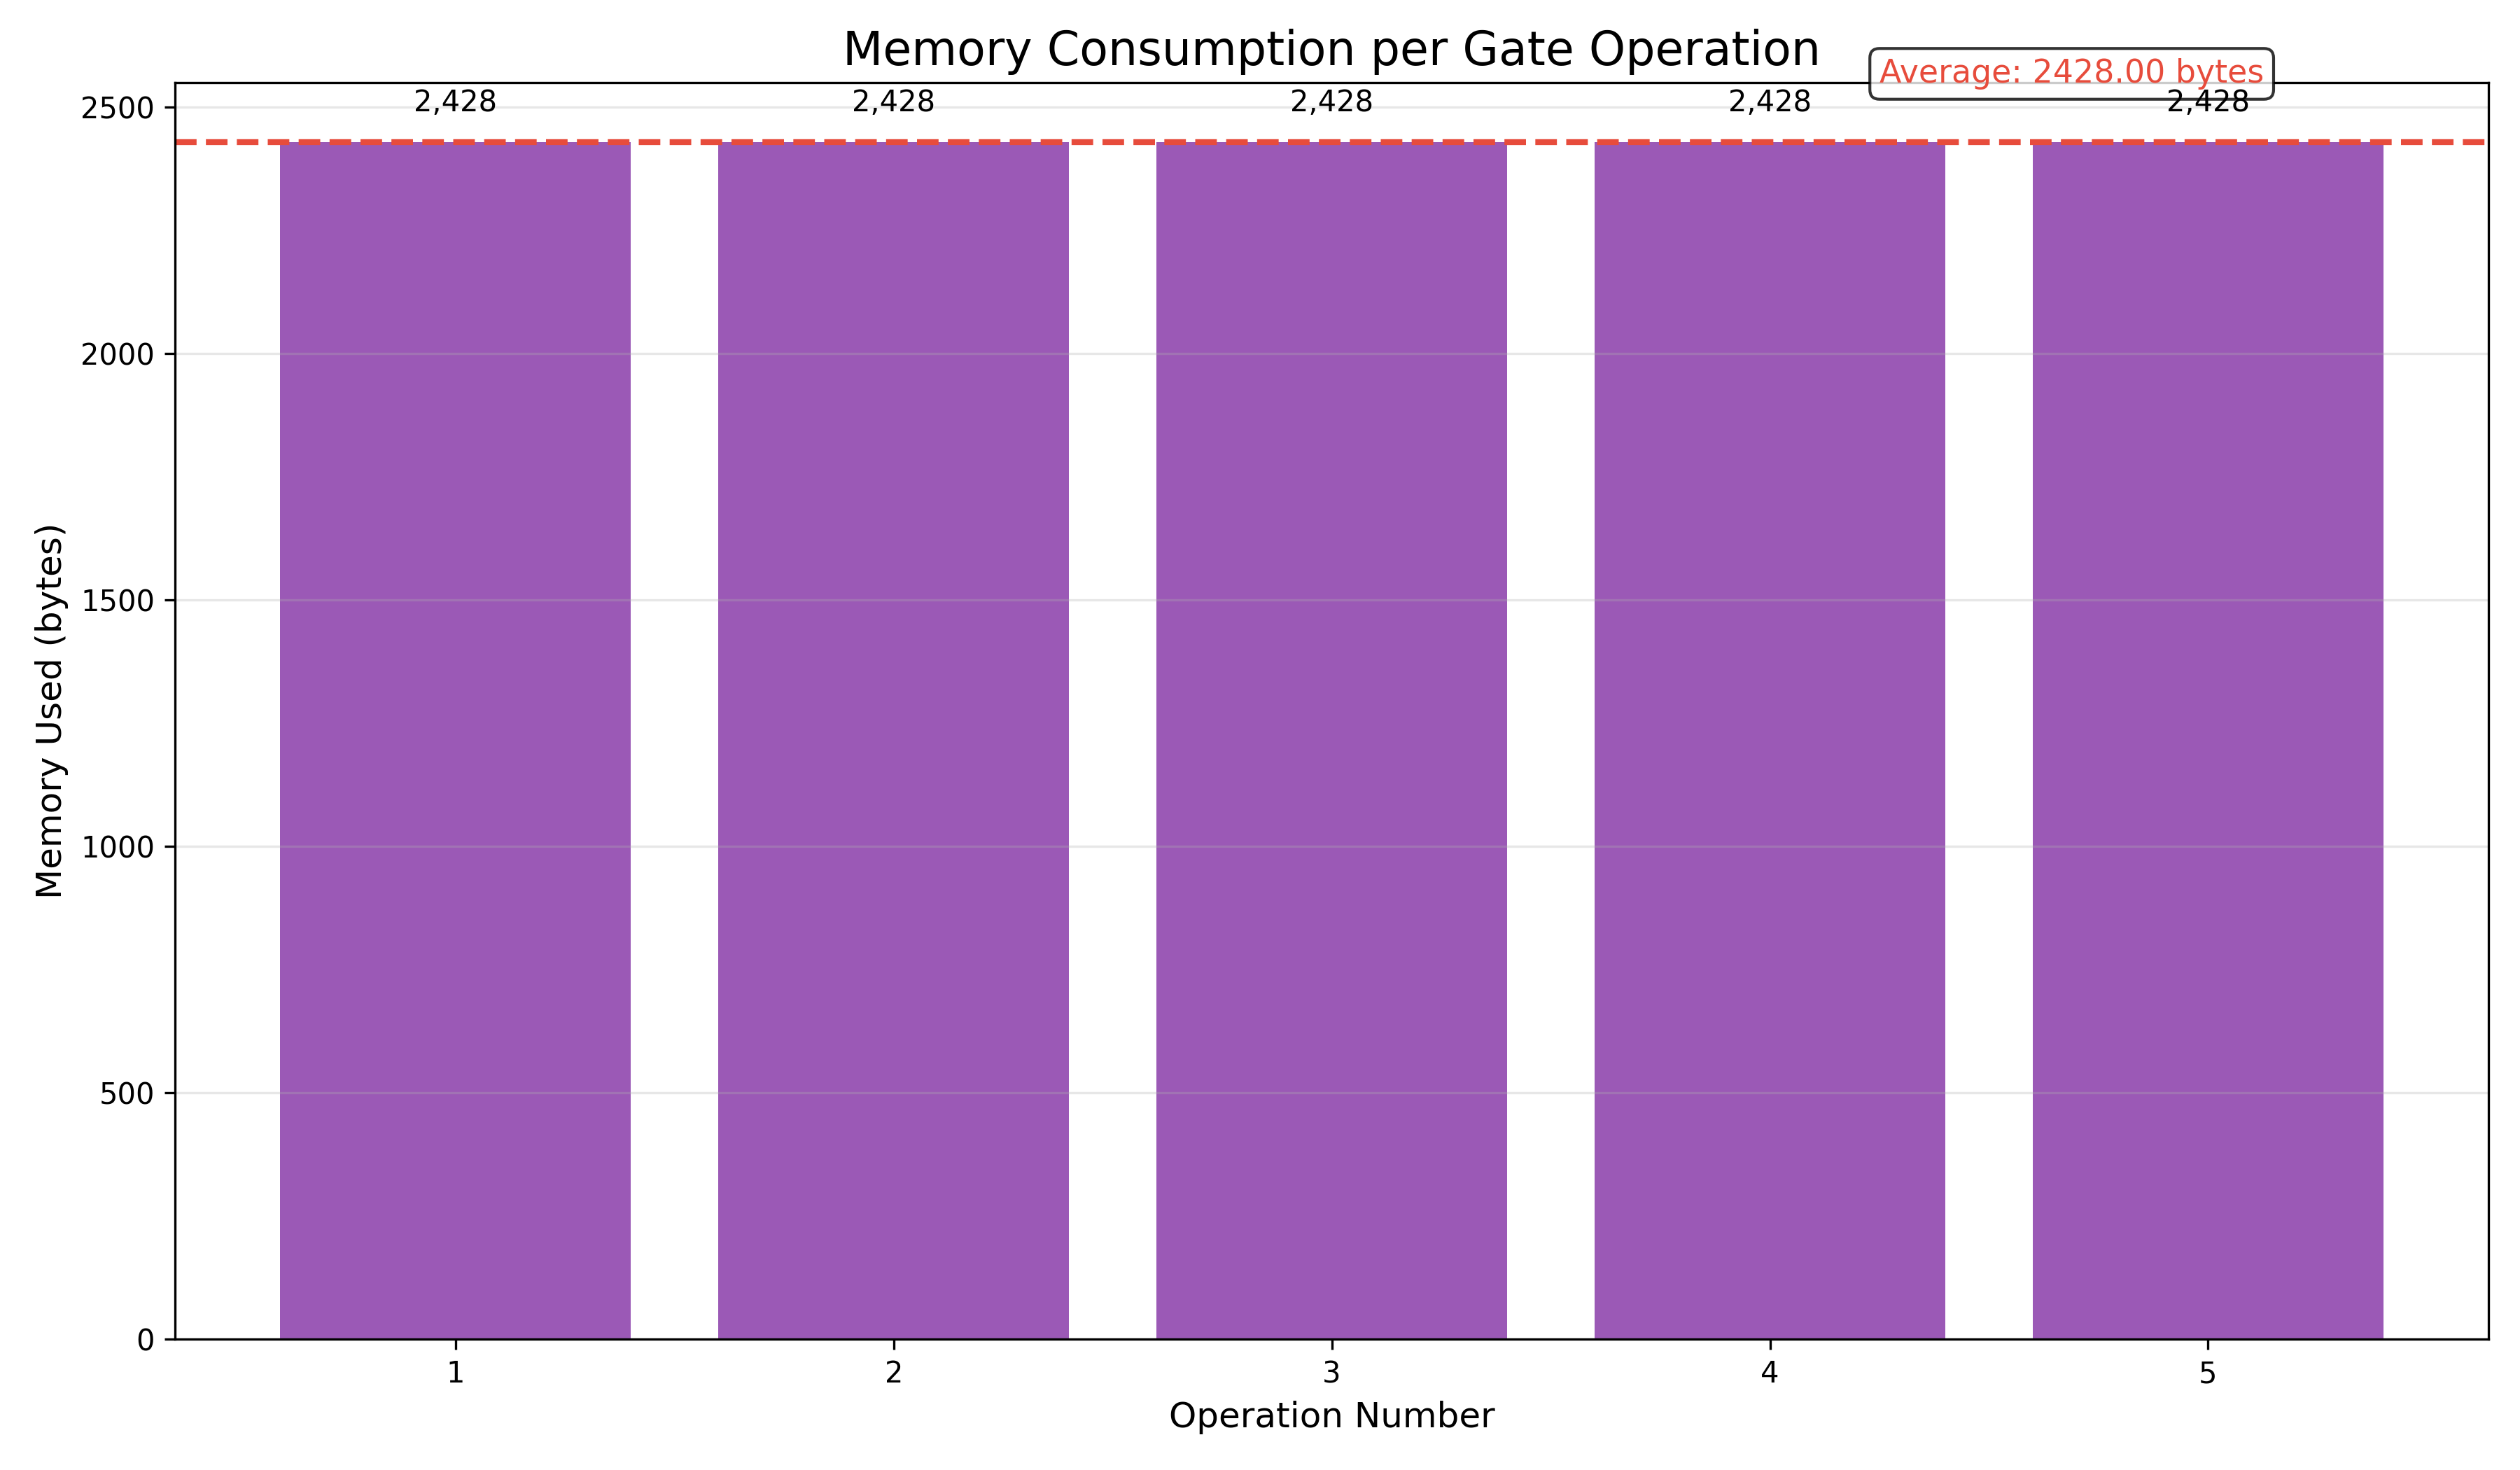 Memory Consumption per Gate Operation
Average: 2428.00 bytes
2,428 2,428 2,428 2,428 2,428
2500
2000
1500
1000
500
0
Memory Used (bytes)
1 2 3 4 5
Operation Number